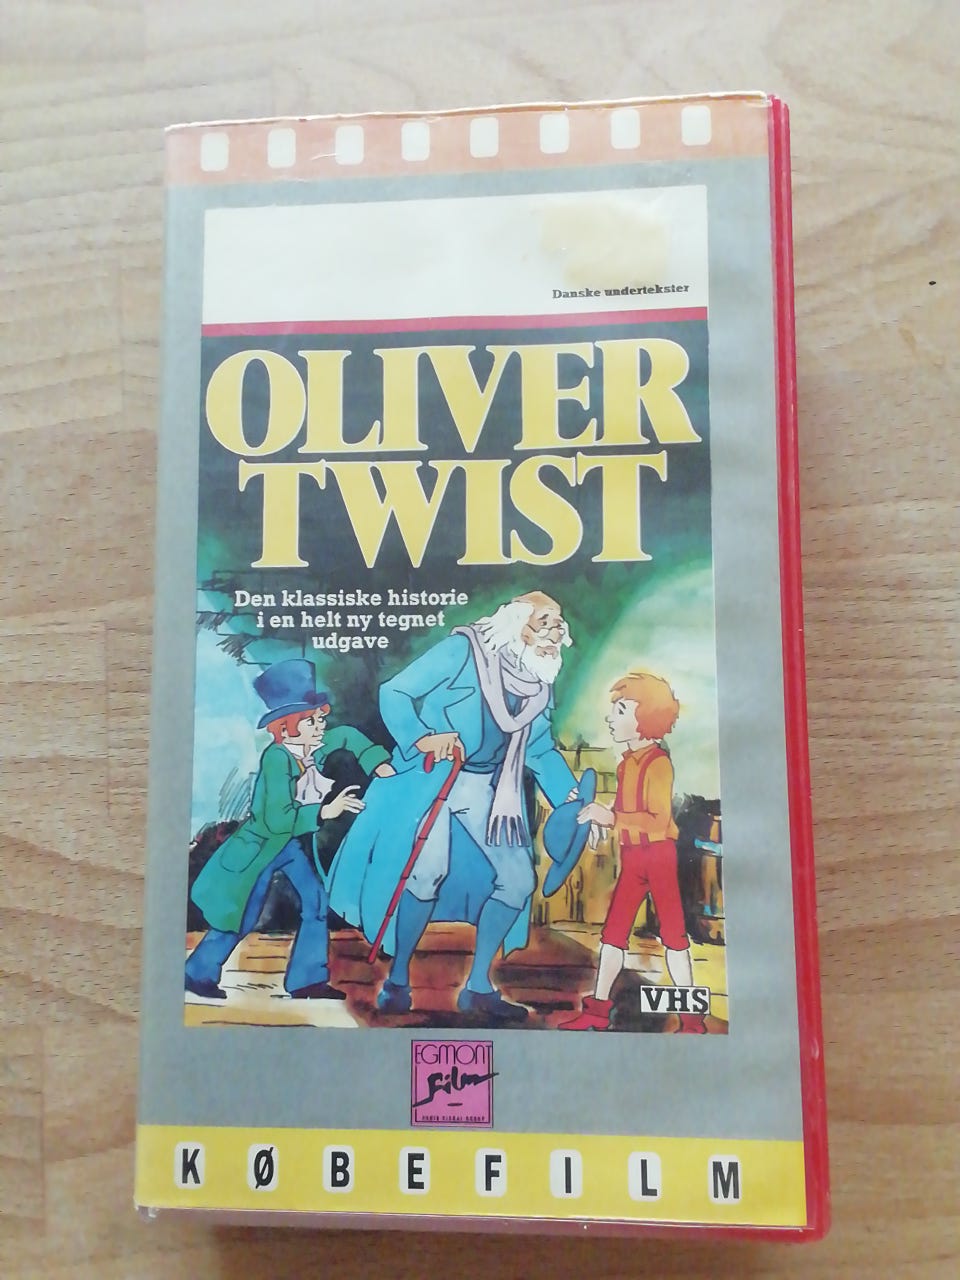 Danske undertekster
OLIVER
TWIST
Den klassiske historie
i en helt ny tegnet
udgave
VHS
EGMONT
Film
KØBEFILM